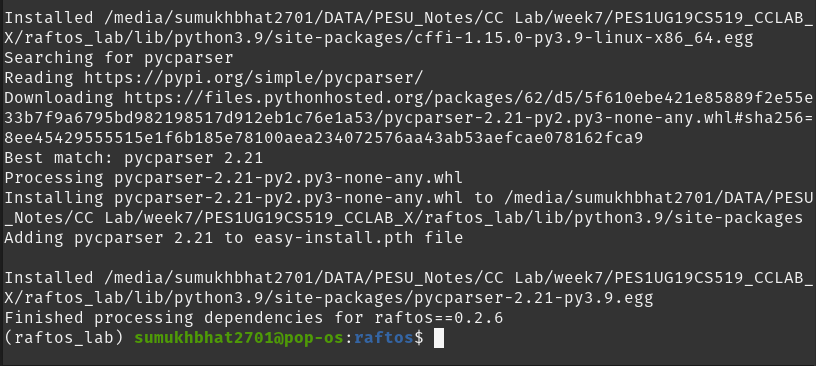 Installed /media/sumukhbhat2701/DATA/PESU_Notes/CC Lab/week7/PES1UG19CS519_CCLAB_
X/raftos_lab/lib/python3.9/site-packages/cffi-1.15.0-py3.9-linux-x86_64.egg
Searching for pycparser
Reading https://pypi.org/simple/pycparser/
Downloading https://files.pythonhosted.org/packages/62/d5/5f610ebe421e85889f2e55e
33b7f9a6795bd982198517d912eb1c76e1a53/pycparser-2.21-py2.py3-none-any.whl#sha256=
8ee45429555515e1f6b185e78100aea234072576aa43ab53aefcae078162fca9
Best match: pycparser 2.21
Processing pycparser-2.21-py2.py3-none-any.whl
Installing pycparser-2.21-py2.py3-none-any.whl to /media/sumukhbhat2701/DATA/PESU
_Notes/CC Lab/week7/PES1UG19CS519_CCLAB_X/raftos_lab/lib/python3.9/site-packages
Adding pycparser 2.21 to easy-install.pth file
Installed /media/sumukhbhat2701/DATA/PESU_Notes/CC Lab/week7/PES1UG19CS519_CCLAB_
X/raftos_lab/lib/python3.9/site-packages/pycparser-2.21-py3.9.egg
Finished processing dependencies for raftos==0.2.6
(raftos_lab) sumukhbhat2701@pop-os:raftos$